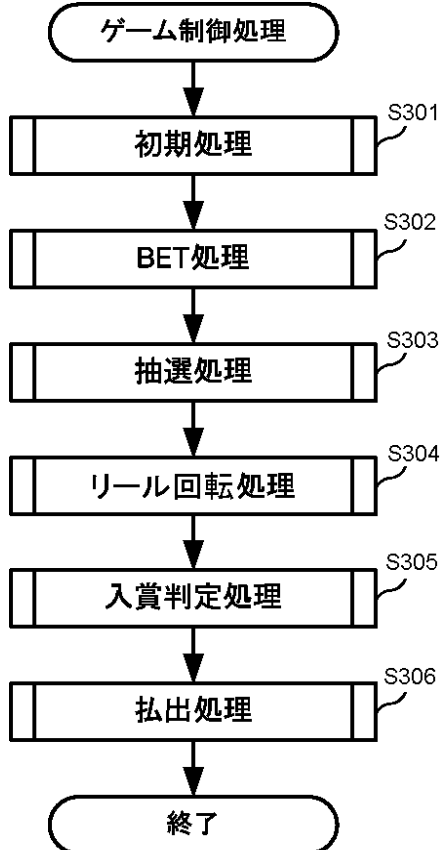 ゲーム制御処理
S301
初期処理
S302
BET処理
S303
抽選処理
S304
リール回転処理
S305
入賞判定処理
S306
払出処理
終了